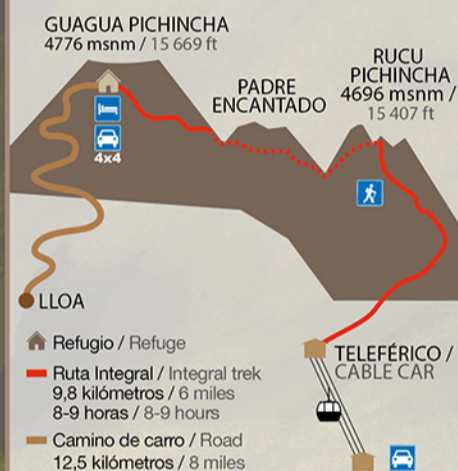 GUAGUA PICHINCHA
4776 msnm / 15 669 ft
PADRE
ENCANTADO
RUCU
PICHINCHA
4696 msnm /
15 407 ft
4x4
LLOA
Refugio / Refuge
TELEFÉRICO /
CABLE CAR
Ruta Integral / Integral trek
9,8 kilómetros / 6 miles
8-9 horas / 8-9 hours
Camino de carro / Road
12,5 kilómetros / 8 miles